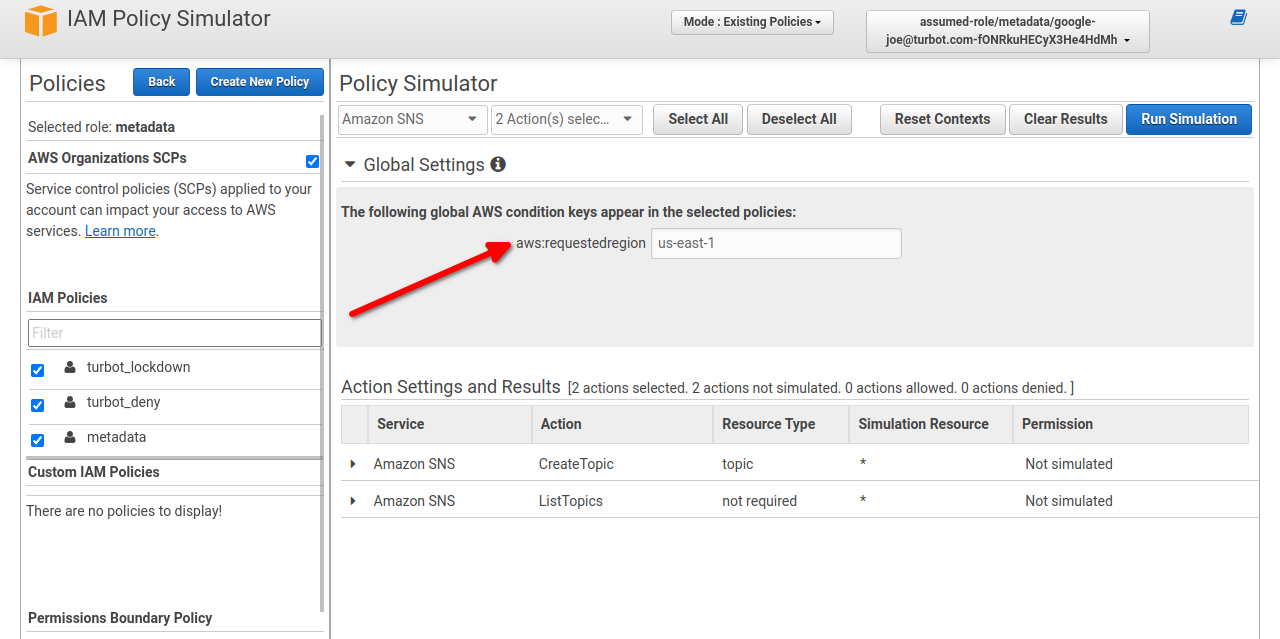 IAM Policy Simulator
Mode : Existing Policies
assumed-role/metadata/google-
joe@turbot.com-fONRkuHECyX3He4HdMh
Policies
Back
Create New Policy
Selected role: metadata
AWS Organizations SCPs
Service control policies (SCPs) applied to your
account can impact your access to AWS
services. Learn more.
IAM Policies
Filter
turbot_lockdown
turbot_deny
metadata
Custom IAM Policies
There are no policies to display!
Permissions Boundary Policy
Policy Simulator
Amazon SNS
2 Action(s) selec...
Select All
Deselect All
Reset Contexts
Clear Results
Run Simulation
Global Settings
The following global AWS condition keys appear in the selected policies:
aws:requestedregion us-east-1
Action Settings and Results [2 actions selected. 2 actions not simulated. 0 actions allowed. 0 actions denied. ]
Service Action Resource Type Simulation Resource Permission
Amazon SNS CreateTopic topic * Not simulated
Amazon SNS ListTopics not required * Not simulated